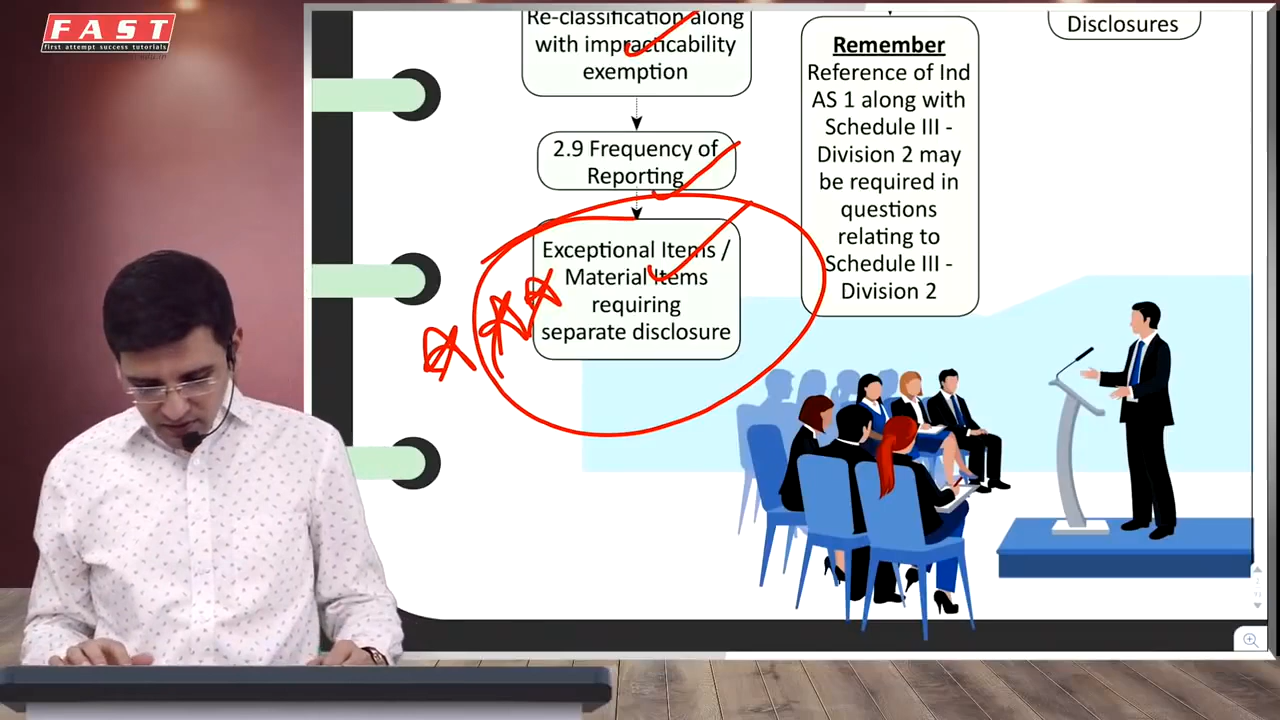 FAST
first attempt success tutorials
Re-classification along
with impracticability
exemption
2.9 Frequency of
Reporting
Exceptional Items /
Material Items
requiring
separate disclosure
Remember
Reference of Ind
AS 1 along with
Schedule III -
Division 2 may
be required in
questions
relating to
Schedule III -
Division 2
Disclosures